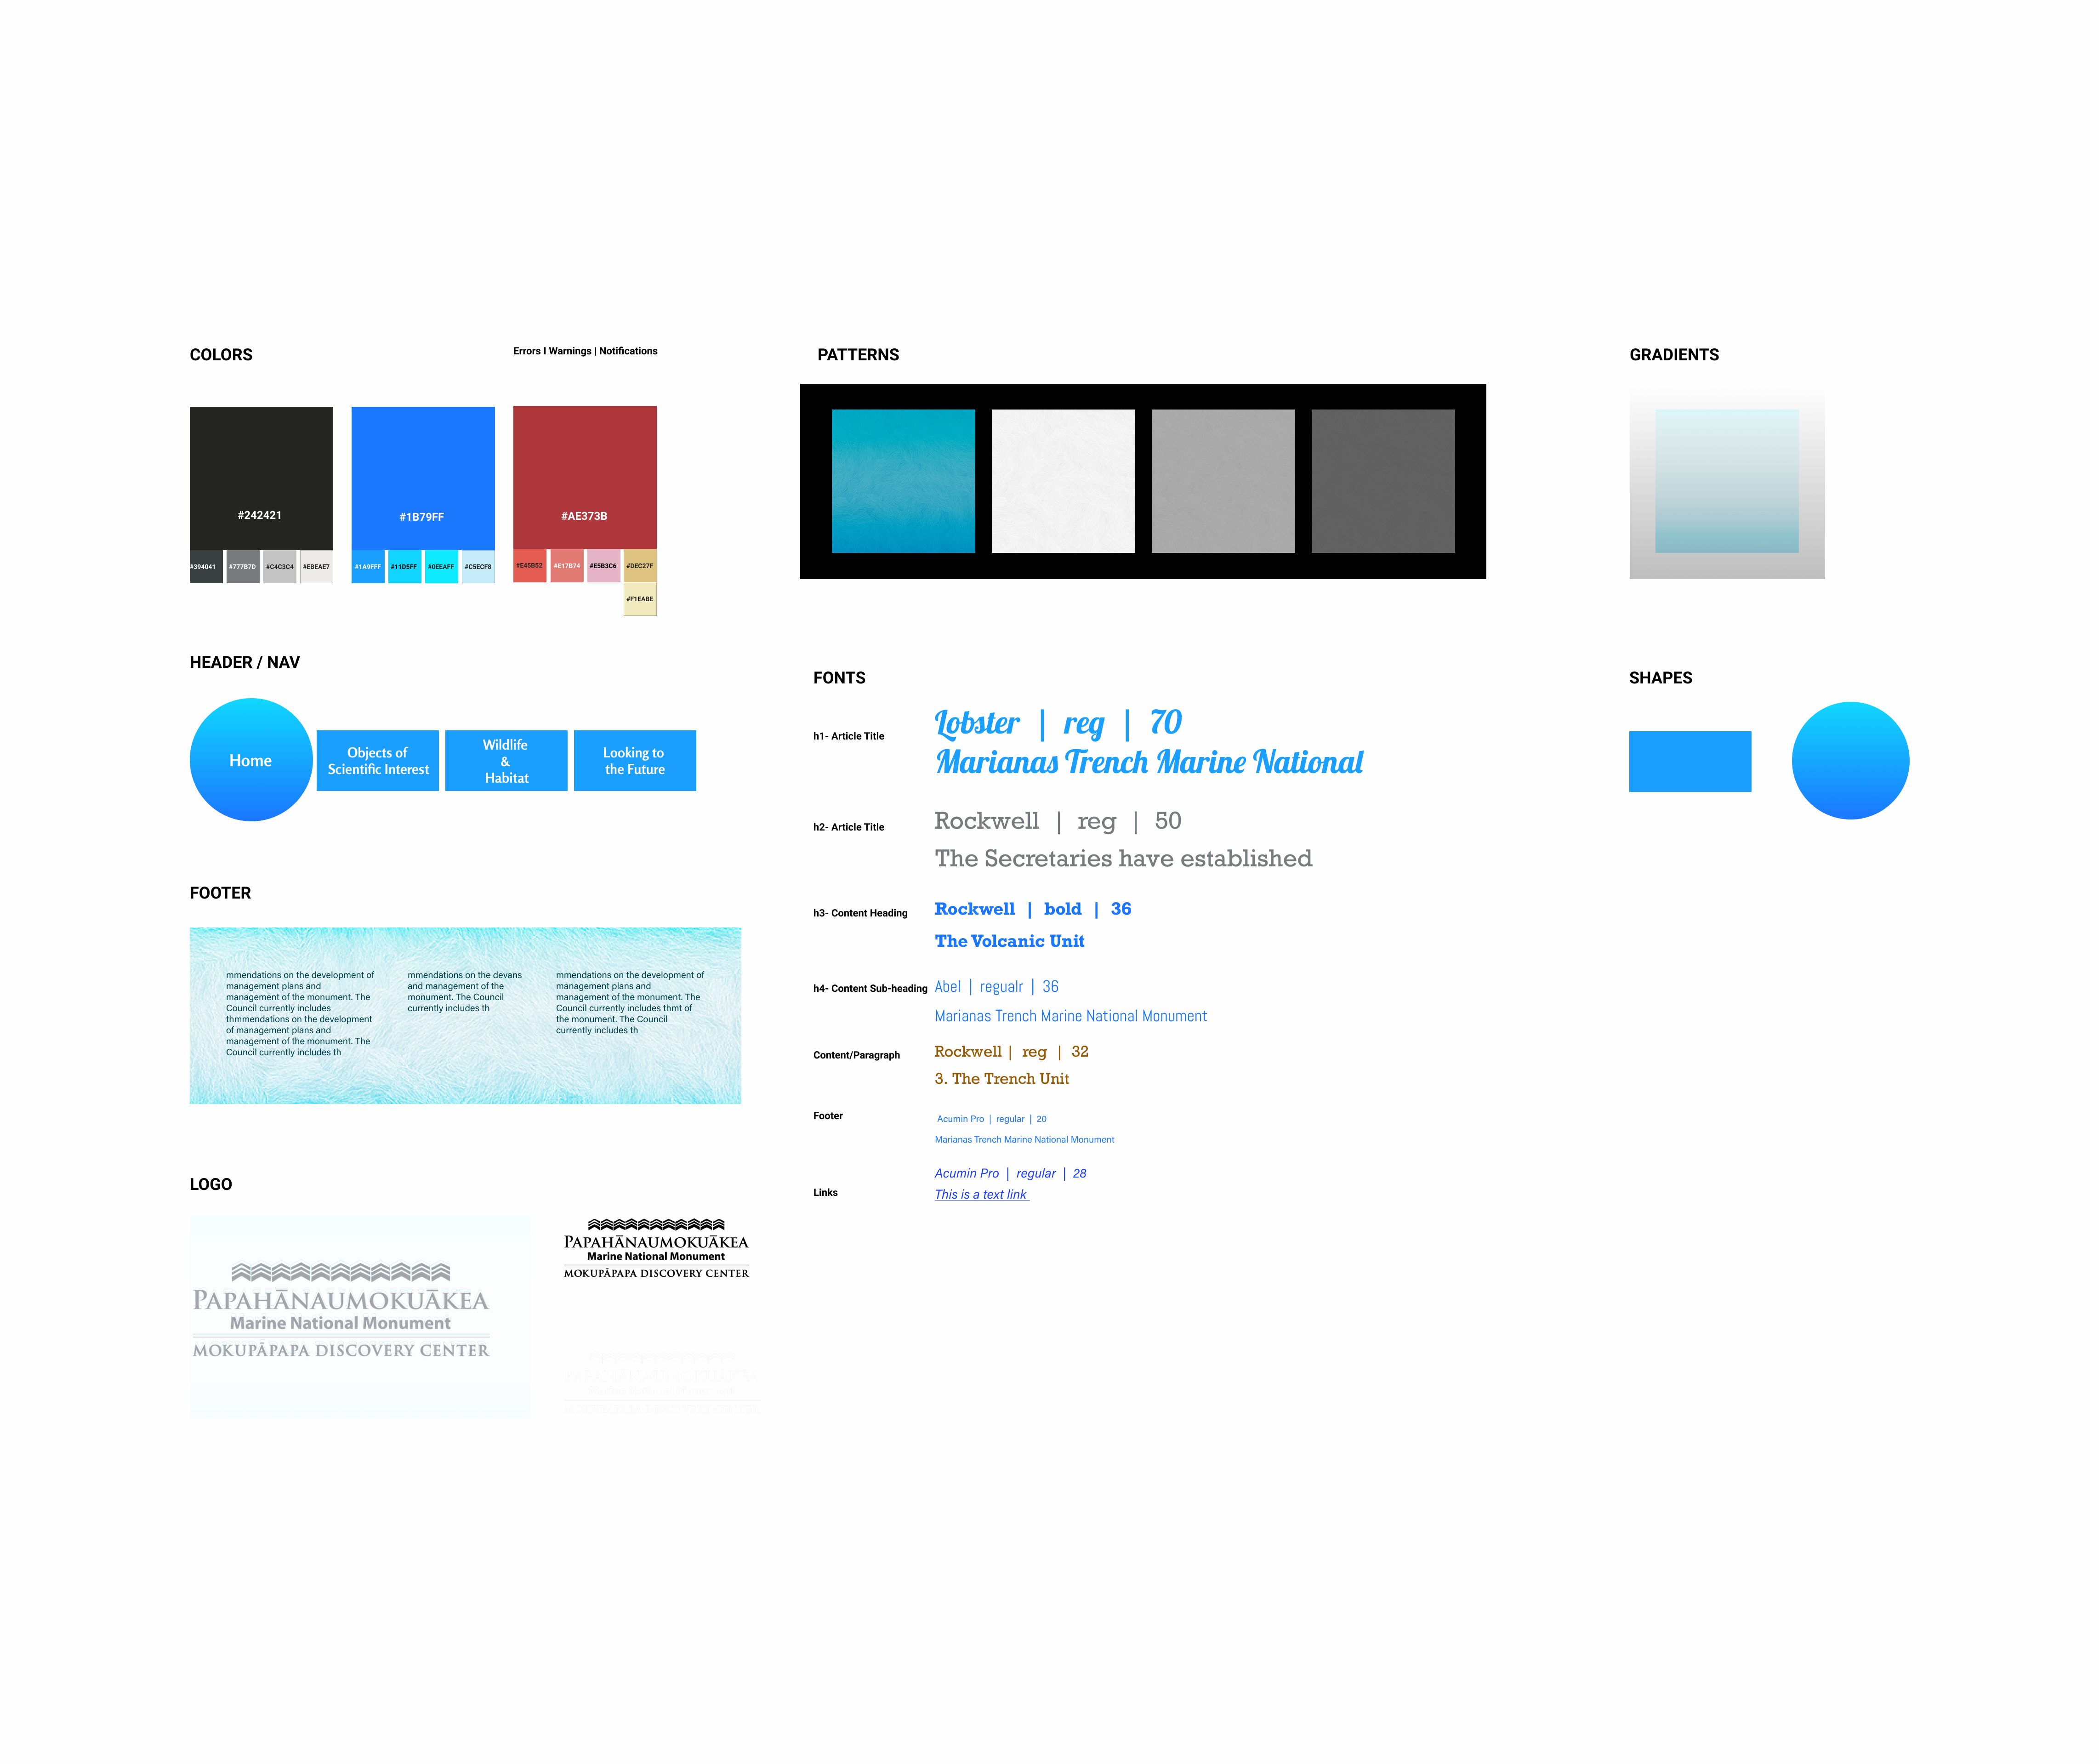 COLORS
Errors I Warnings | Notifications
#242421
#1B79FF
#AE373B
#394041
#777B7D
#C4C3C4
#EBEAE7
#1A9FFF
#11D5FF
#0EEAFF
#C5ECF8
#E45B52
#E17B74
#E5B3C6
#DEC27F
#F1EABE
HEADER / NAV
Home
Objects of
Scientific Interest
Wildlife
&
Habitat
Looking to
the Future
FOOTER
mmendations on the development of
management plans and
management of the monument. The
Council currently includes
thmmendations on the development
of management plans and
management of the monument. The
Council currently includes th
mmendations on the devans
and management of the
monument. The Council
currently includes th
mmendations on the development of
management plans and
management of the monument. The
Council currently includes thmt of
the monument. The Council
currently includes th
LOGO
PAPAHĀNAUMOKUĀKEA
Marine National Monument
MOKUPĀPAPA DISCOVERY CENTER
PAPAHĀNAUMOKUĀKEA
Marine National Monument
MOKUPĀPAPA DISCOVERY CENTER
PATTERNS
FONTS
h1- Article Title
Lobster | reg | 70
Marianas Trench Marine National
h2- Article Title
Rockwell | reg | 50
The Secretaries have established
h3- Content Heading
Rockwell | bold | 36
The Volcanic Unit
h4- Content Sub-heading
Abel | regualr | 36
Marianas Trench Marine National Monument
Content/Paragraph
Rockwell | reg | 32
3. The Trench Unit
Footer
Acumin Pro | regular | 20
Marianas Trench Marine National Monument
Links
Acumin Pro | regular | 28
This is a text link
GRADIENTS
SHAPES